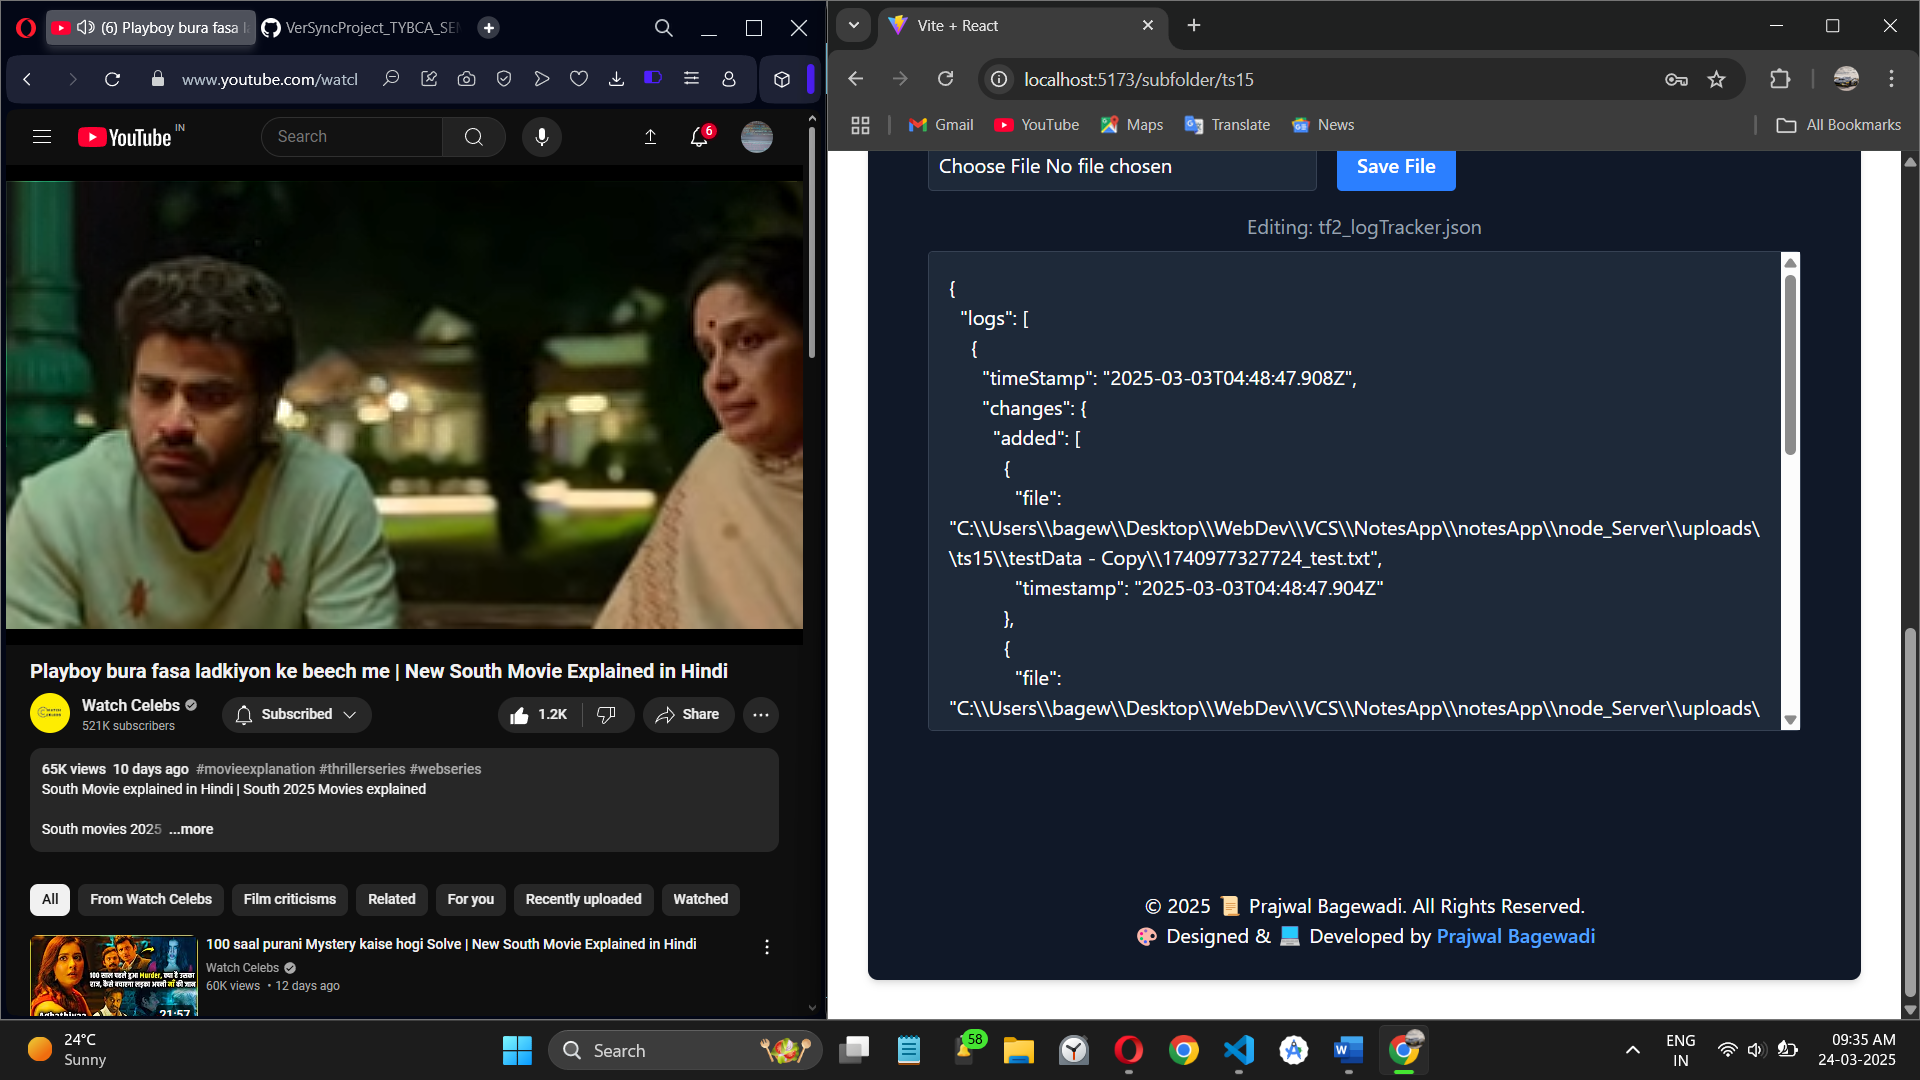 (6) Playboy bura fasa l
VerSyncProject_TYBCA_SE
www.youtube.com/watcl
YouTube IN
Search
6
Playboy bura fasa ladkiyon ke beech me | New South Movie Explained in Hindi
Watch Celebs
521K subscribers
Subscribed
1.2K
Share
65K views 10 days ago #movieexplanation #thrillerseries #webseries
South Movie explained in Hindi | South 2025 Movies explained
South movies 2025 ...more
All
From Watch Celebs
Film criticisms
Related
For you
Recently uploaded
Watched
100 saal purani Mystery kaise hogi Solve | New South Movie Explained in Hindi
Watch Celebs
60K views • 12 days ago
21:57
Vite + React
localhost:5173/subfolder/ts15
Gmail
YouTube
Maps
Translate
News
All Bookmarks
Choose File No file chosen
Save File
Editing: tf2_logTracker.json
{
"logs": [
{
"timeStamp": "2025-03-03T04:48:47.908Z",
"changes": {
"added": [
{
"file":
"C:\\Users\\bagew\\Desktop\\WebDev\\VCS\\NotesApp\\notesApp\\node_Server\\uploads\
\ts15\\testData - Copy\\1740977327724_test.txt",
"timestamp": "2025-03-03T04:48:47.904Z"
},
{
"file":
"C:\\Users\\bagew\\Desktop\\WebDev\\VCS\\NotesApp\\notesApp\\node_Server\\uploads\
© 2025 📜 Prajwal Bagewadi. All Rights Reserved.
🎨 Designed & 💻 Developed by Prajwal Bagewadi
24°C
Sunny
Search
58
ENG
IN
09:35 AM
24-03-2025